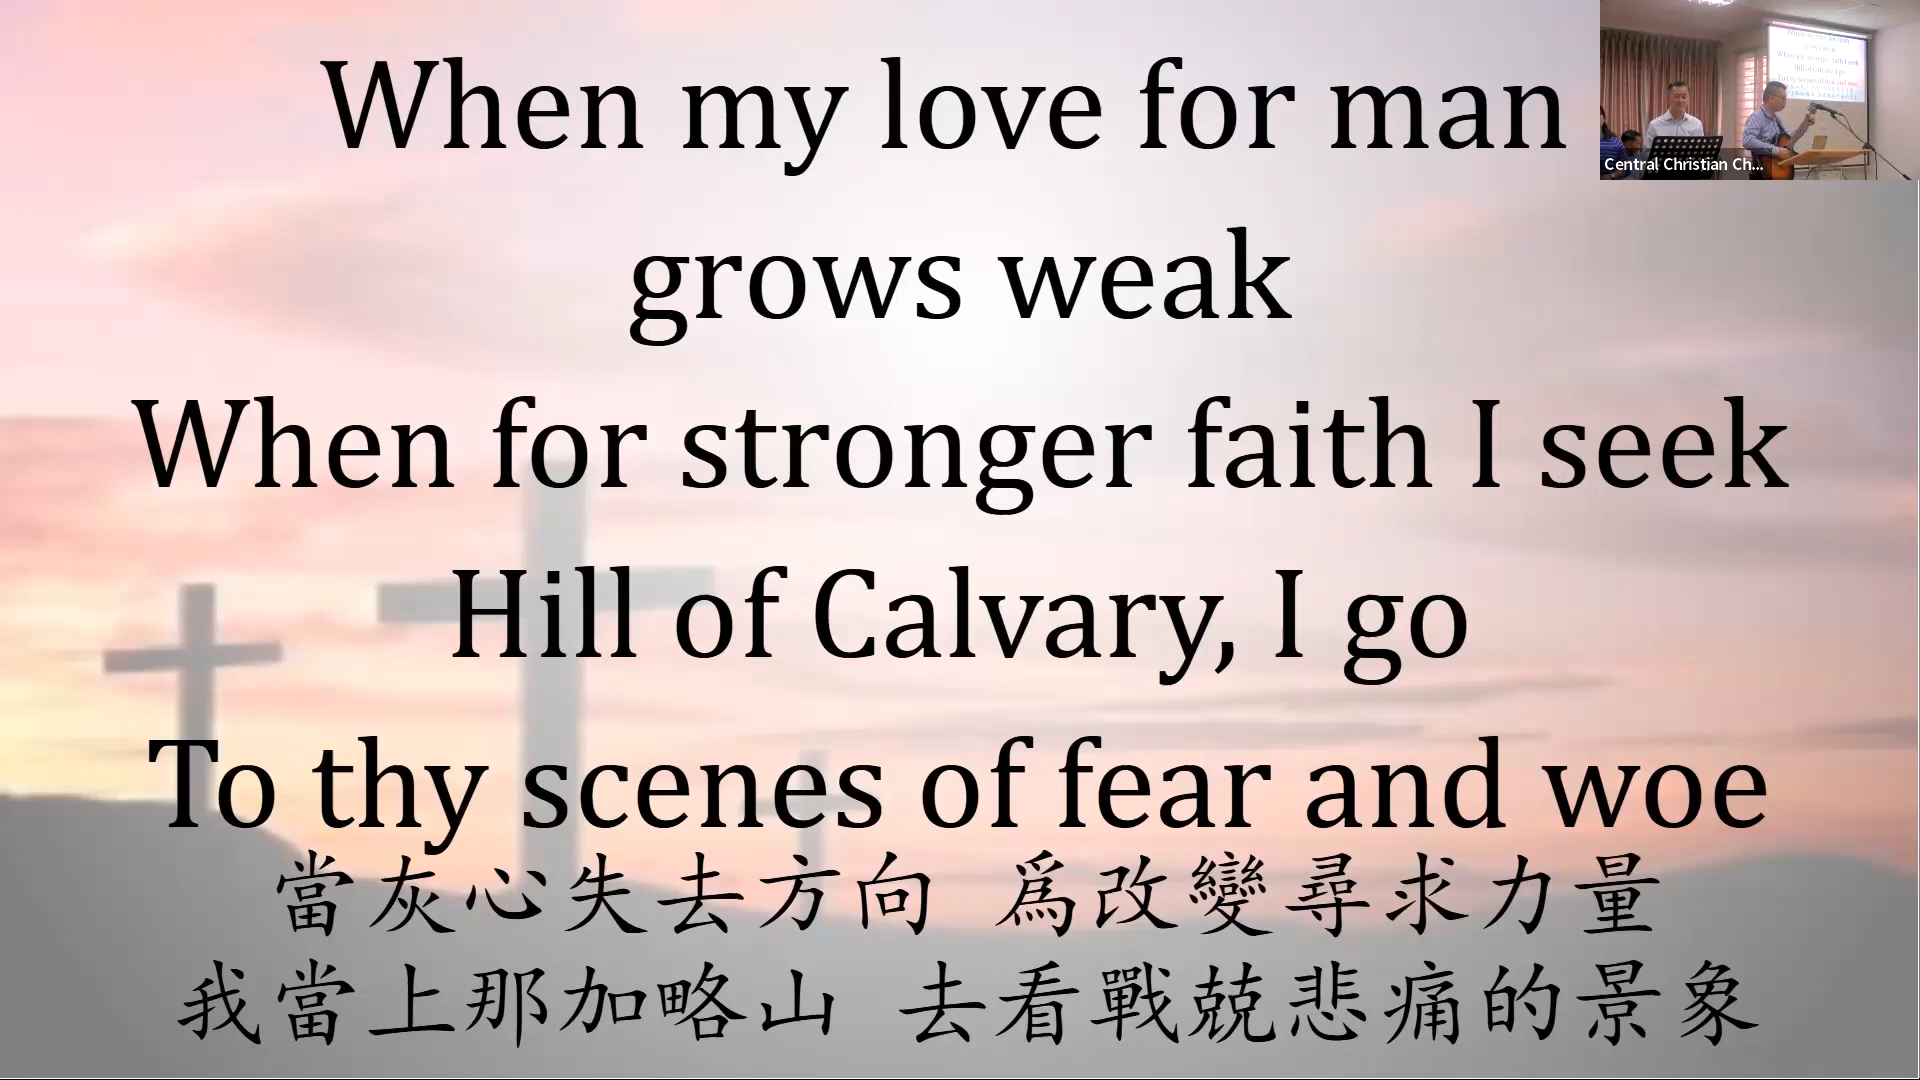 When my love for man
grows weak
When for stronger faith I seek
Hill of Calvary, I go
To thy scenes of fear and woe
當灰心失去方向 為改變尋求力量
我當上那加略山 去看戰兢悲痛的景象
Central Christian Ch...